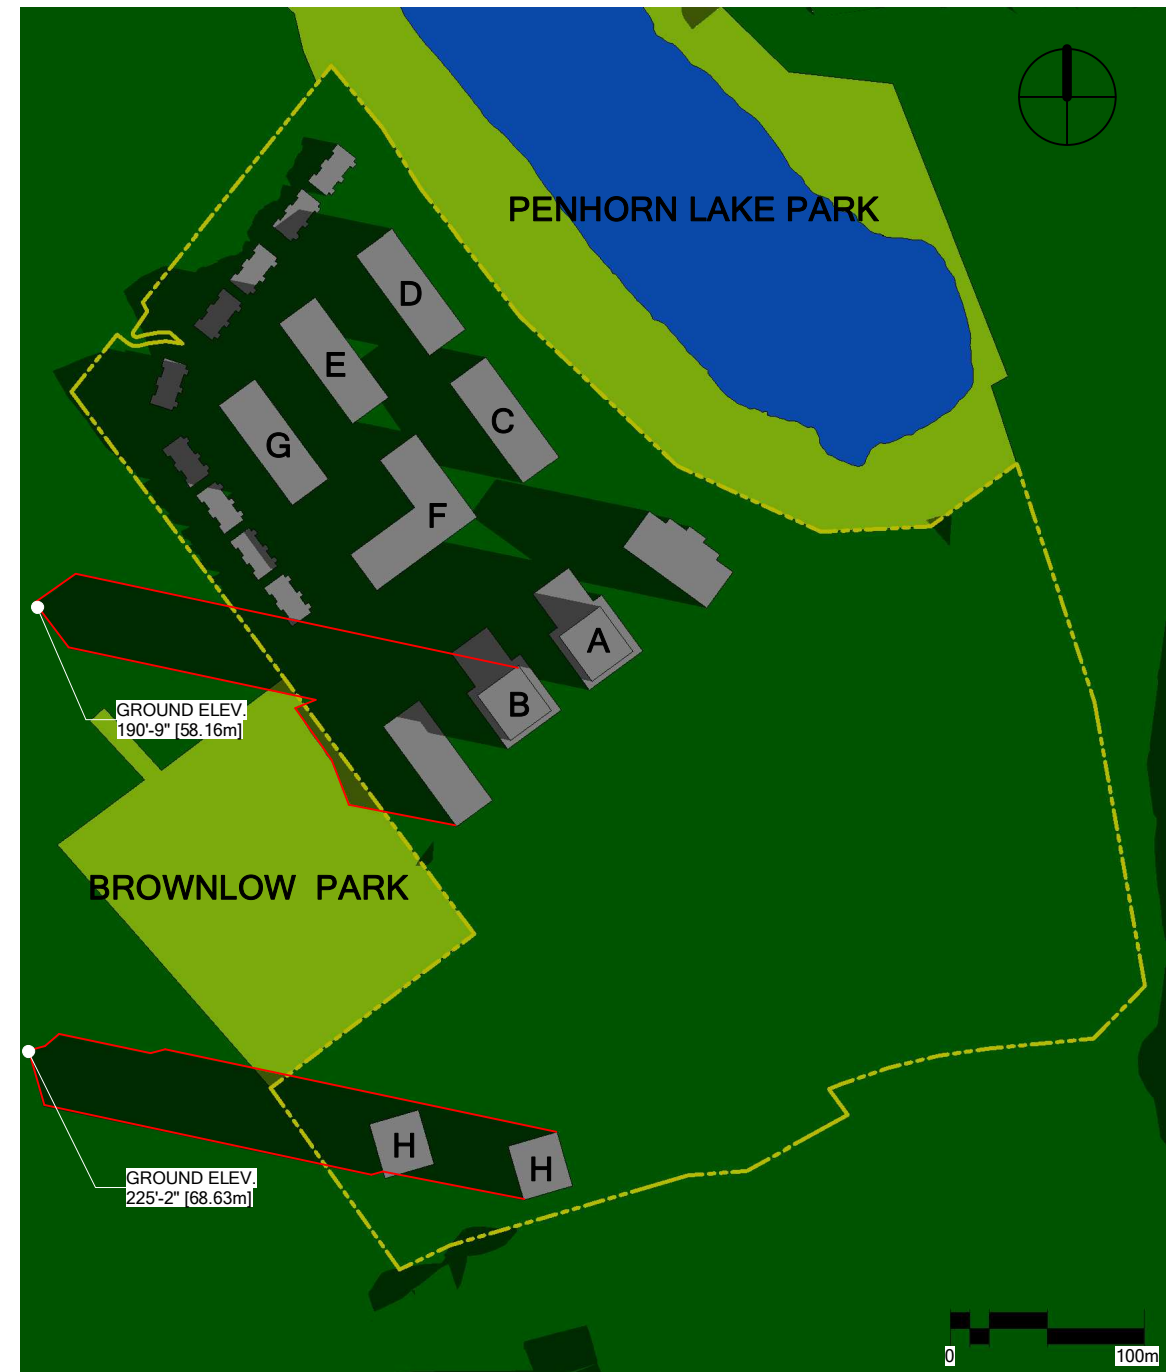 PENHORN LAKE PARK
D
E
C
G
F
A
B
GROUND ELEV.
190'-9" [58.16m]
BROWNLOW PARK
H
H
GROUND ELEV.
225'-2" [68.63m]
0
100m